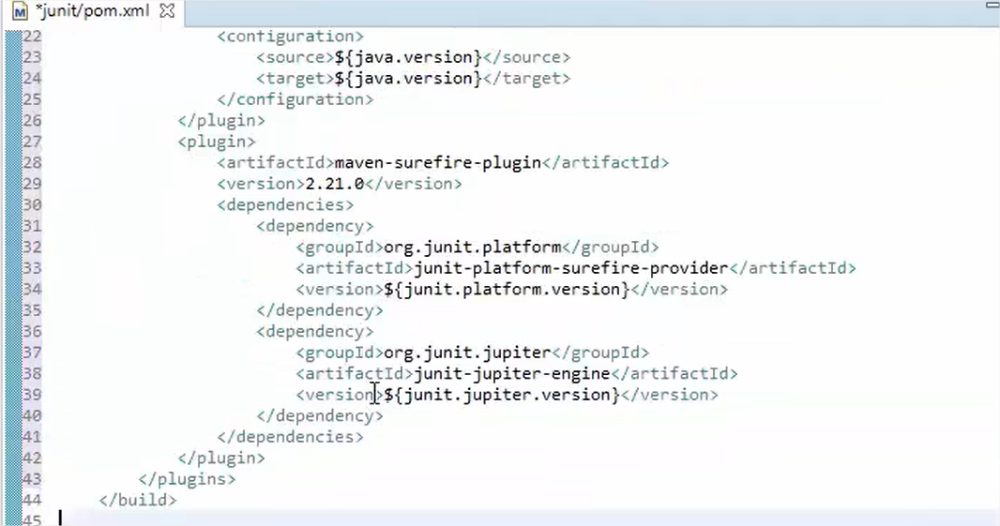 *junit/pom.xml
22 <configuration>
23 <source>${java.version}</source>
24 <target>${java.version}</target>
25 </configuration>
26 </plugin>
27 <plugin>
28 <artifactId>maven-surefire-plugin</artifactId>
29 <version>2.21.0</version>
30 <dependencies>
31 <dependency>
32 <groupId>org.junit.platform</groupId>
33 <artifactId>junit-platform-surefire-provider</artifactId>
34 <version>${junit.platform.version}</version>
35 </dependency>
36 <dependency>
37 <groupId>org.junit.jupiter</groupId>
38 <artifactId>junit-jupiter-engine</artifactId>
39 <version>${junit.jupiter.version}</version>
40 </dependency>
41 </dependencies>
42 </plugin>
43 </plugins>
44 </build>
45